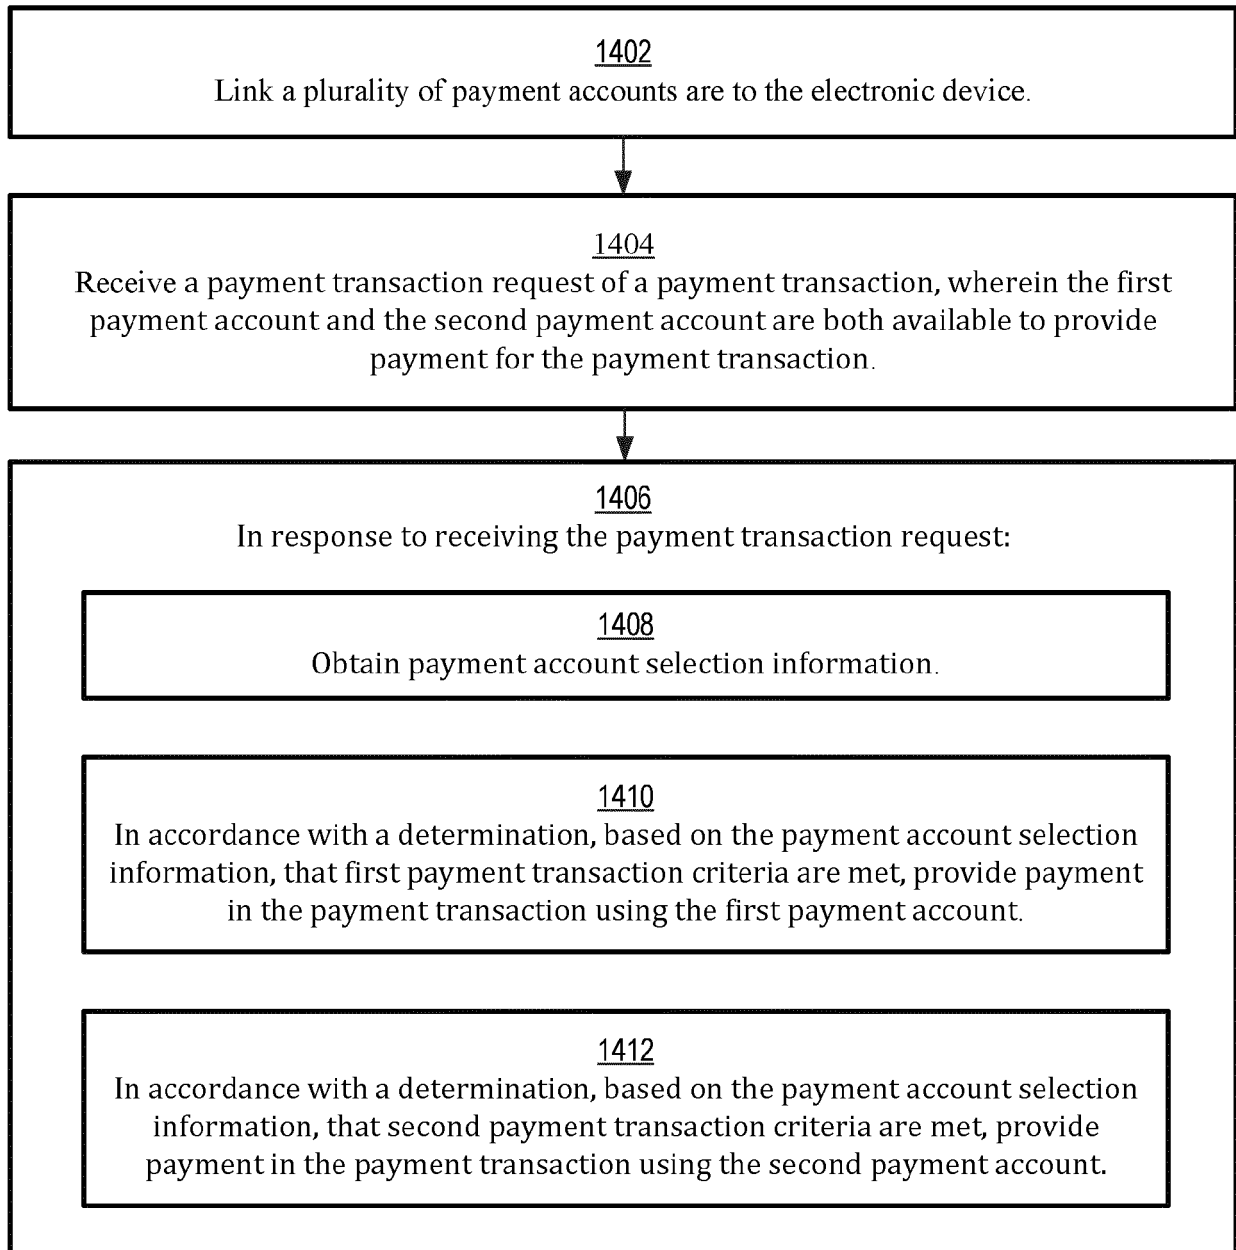 1402
Link a plurality of payment accounts are to the electronic device.
1404
Receive a payment transaction request of a payment transaction, wherein the first
payment account and the second payment account are both available to provide
payment for the payment transaction.
1406
In response to receiving the payment transaction request:
1408
Obtain payment account selection information.
1410
In accordance with a determination, based on the payment account selection
information, that first payment transaction criteria are met, provide payment
in the payment transaction using the first payment account.
1412
In accordance with a determination, based on the payment account selection
information, that second payment transaction criteria are met, provide
payment in the payment transaction using the second payment account.